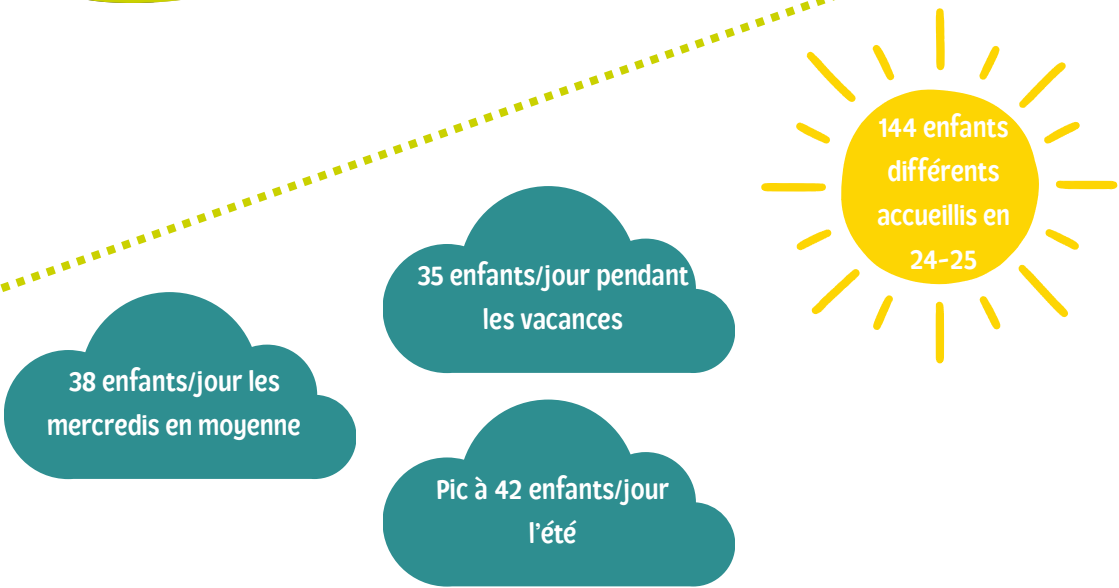 144 enfants
différents
accueillis en
24-25
35 enfants/jour pendant
les vacances
38 enfants/jour les
mercredis en moyenne
Pic à 42 enfants/jour
l'été